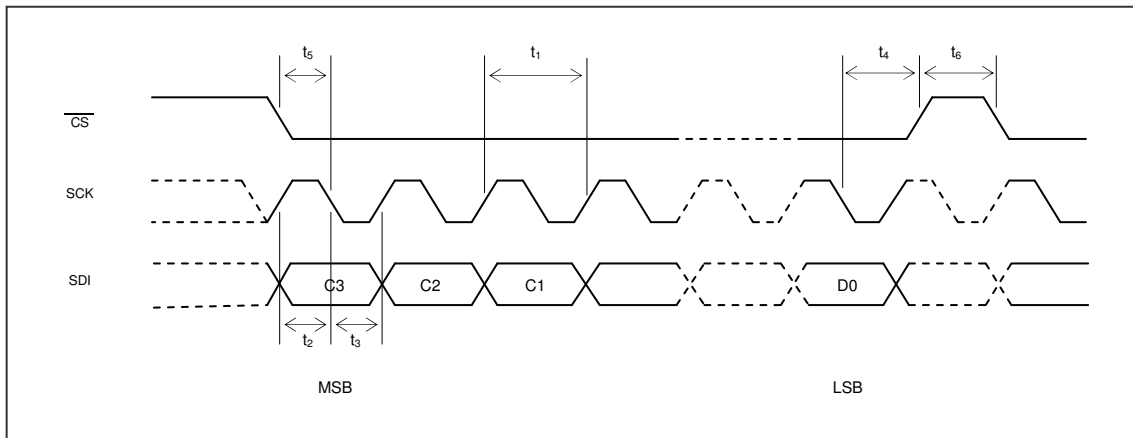 t₅
t₁
t₄
t₆
CS
SCK
SDI
C3
C2
C1
D0
t₂
t₃
MSB
LSB